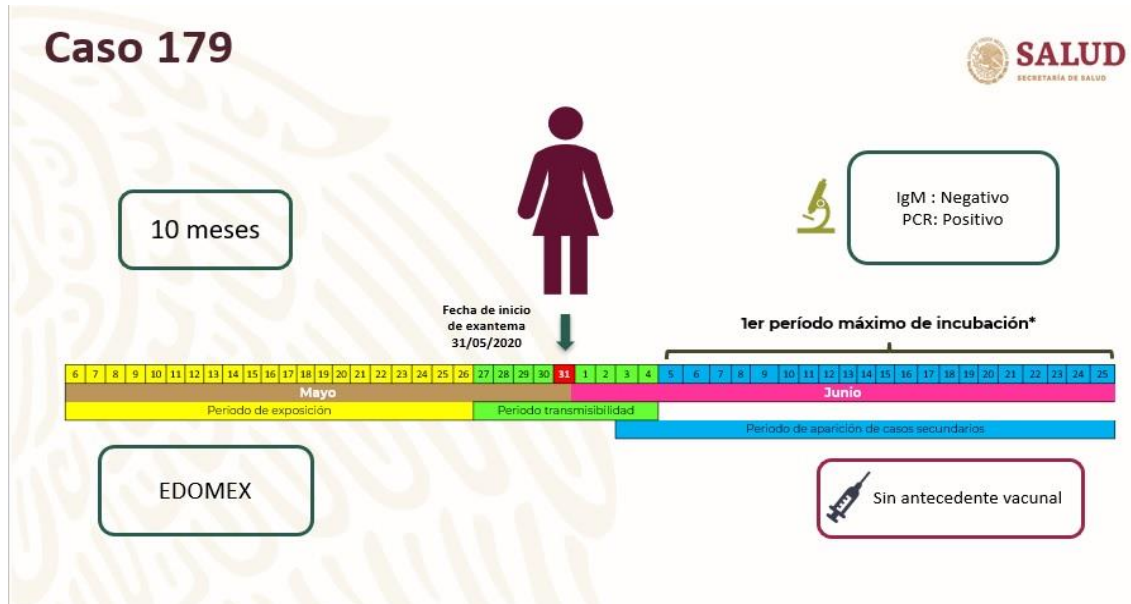 Caso 179
SALUD
SECRETARÍA DE SALUD
10 meses
IgM : Negativo
PCR: Positivo
Fecha de inicio
de exantema
31/05/2020
1er período máximo de incubación*
6 7 8 9 10 11 12 13 14 15 16 17 18 19 20 21 22 23 24 25 26 27 28 29 30 31 1 2 3 4 5 6 7 8 9 10 11 12 13 14 15 16 17 18 19 20 21 22 23 24 25
Mayo Junio
Periodo de exposición Periodo transmisibilidad
Periodo de aparición de casos secundarios
EDOMEX
Sin antecedente vacunal